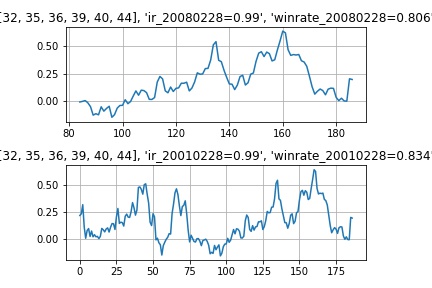 [32, 35, 36, 39, 40, 44], 'ir_20080228=0.99', 'winrate_20080228=0.806'
0.50
0.25
0.00
80 100 120 140 160 180
[32, 35, 36, 39, 40, 44], 'ir_20010228=0.99', 'winrate_20010228=0.834'
0.50
0.25
0.00
0 25 50 75 100 125 150 175